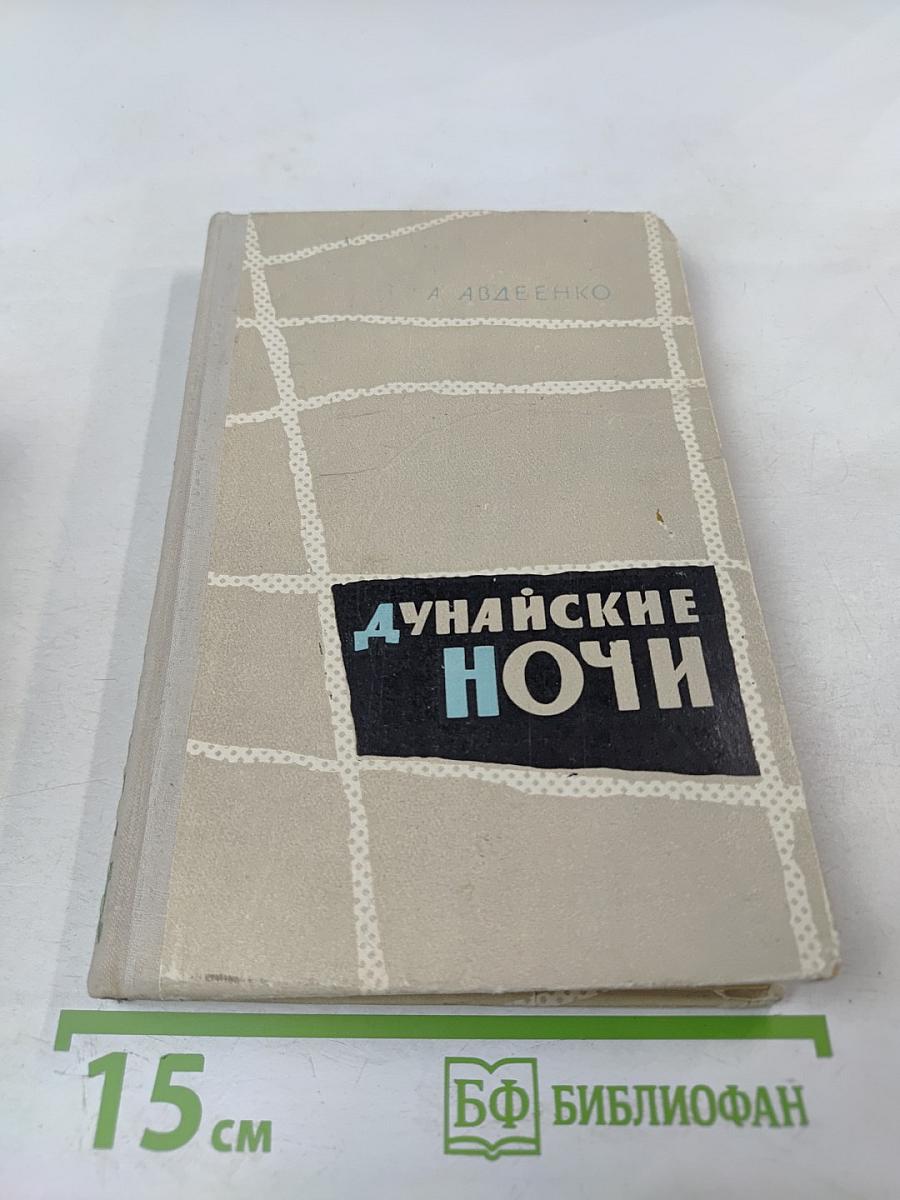 А АВДЕЕНКО
ДУНАЙСКИЕ
НОЧИ
15 см
БФ БИБЛИОФАН